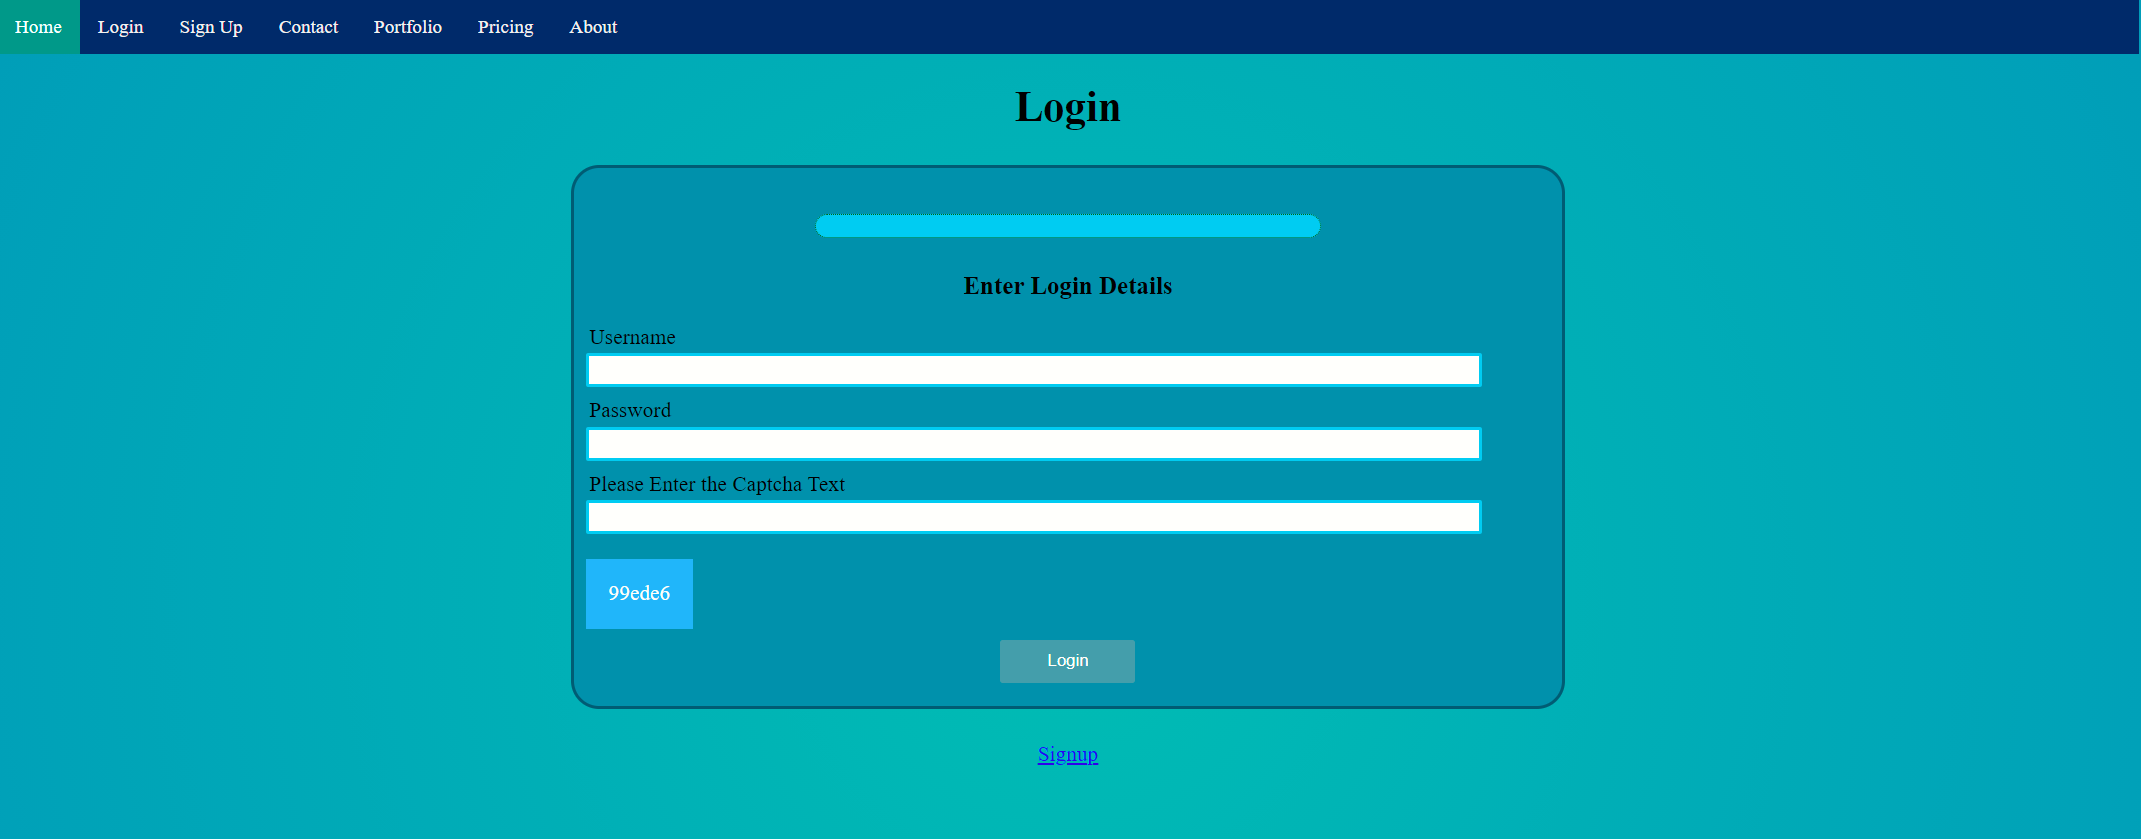 Home Login Sign Up Contact Portfolio Pricing About
Login
Enter Login Details
Username
Password
Please Enter the Captcha Text
99ede6
Login
Signup